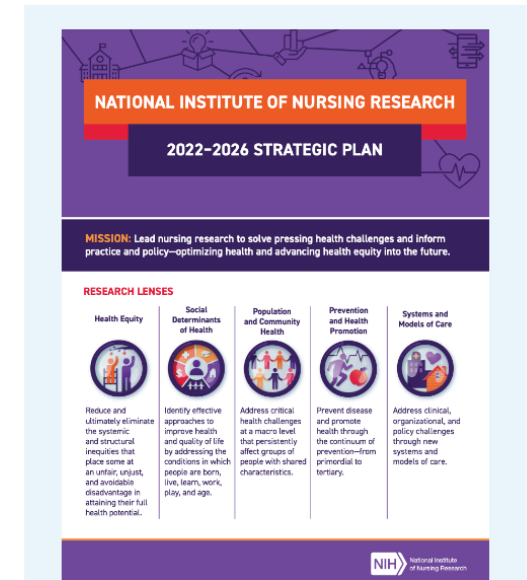 NATIONAL INSTITUTE OF NURSING RESEARCH
2022–2026 STRATEGIC PLAN
MISSION: Lead nursing research to solve pressing health challenges and inform
practice and policy—optimizing health and advancing health equity into the future.
RESEARCH LENSES
Health Equity
Reduce and
ultimately eliminate
the systemic
and structural
inequities that
place some at
an unfair, unjust,
and avoidable
disadvantage in
attaining their full
health potential.
Social
Determinants
of Health
Identify effective
approaches to
improve health
and quality of life
by addressing the
conditions in which
people are born,
live, learn, work,
play, and age.
Population
and Community
Health
Address critical
health challenges
at a macro level
that persistently
affect groups of
people with shared
characteristics.
Prevention
and Health
Promotion
Prevent disease
and promote
health through
the continuum of
prevention—from
primordial to
tertiary.
Systems and
Models of Care
Address clinical,
organizational, and
policy challenges
through new
systems and
models of care.
NIH
National Institute
of Nursing Research